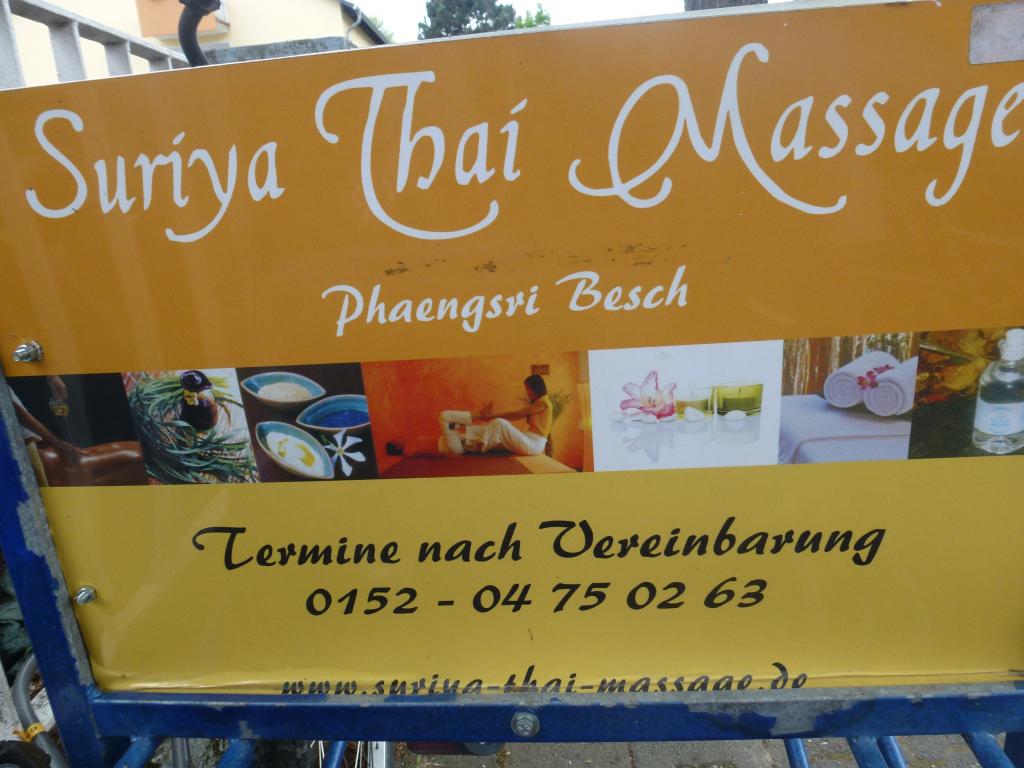 Suriya Thai Massage
Phaengsri Besch
Termine nach Vereinbarung
0152 - 04 75 02 63
www.suriya-thai-massage.de